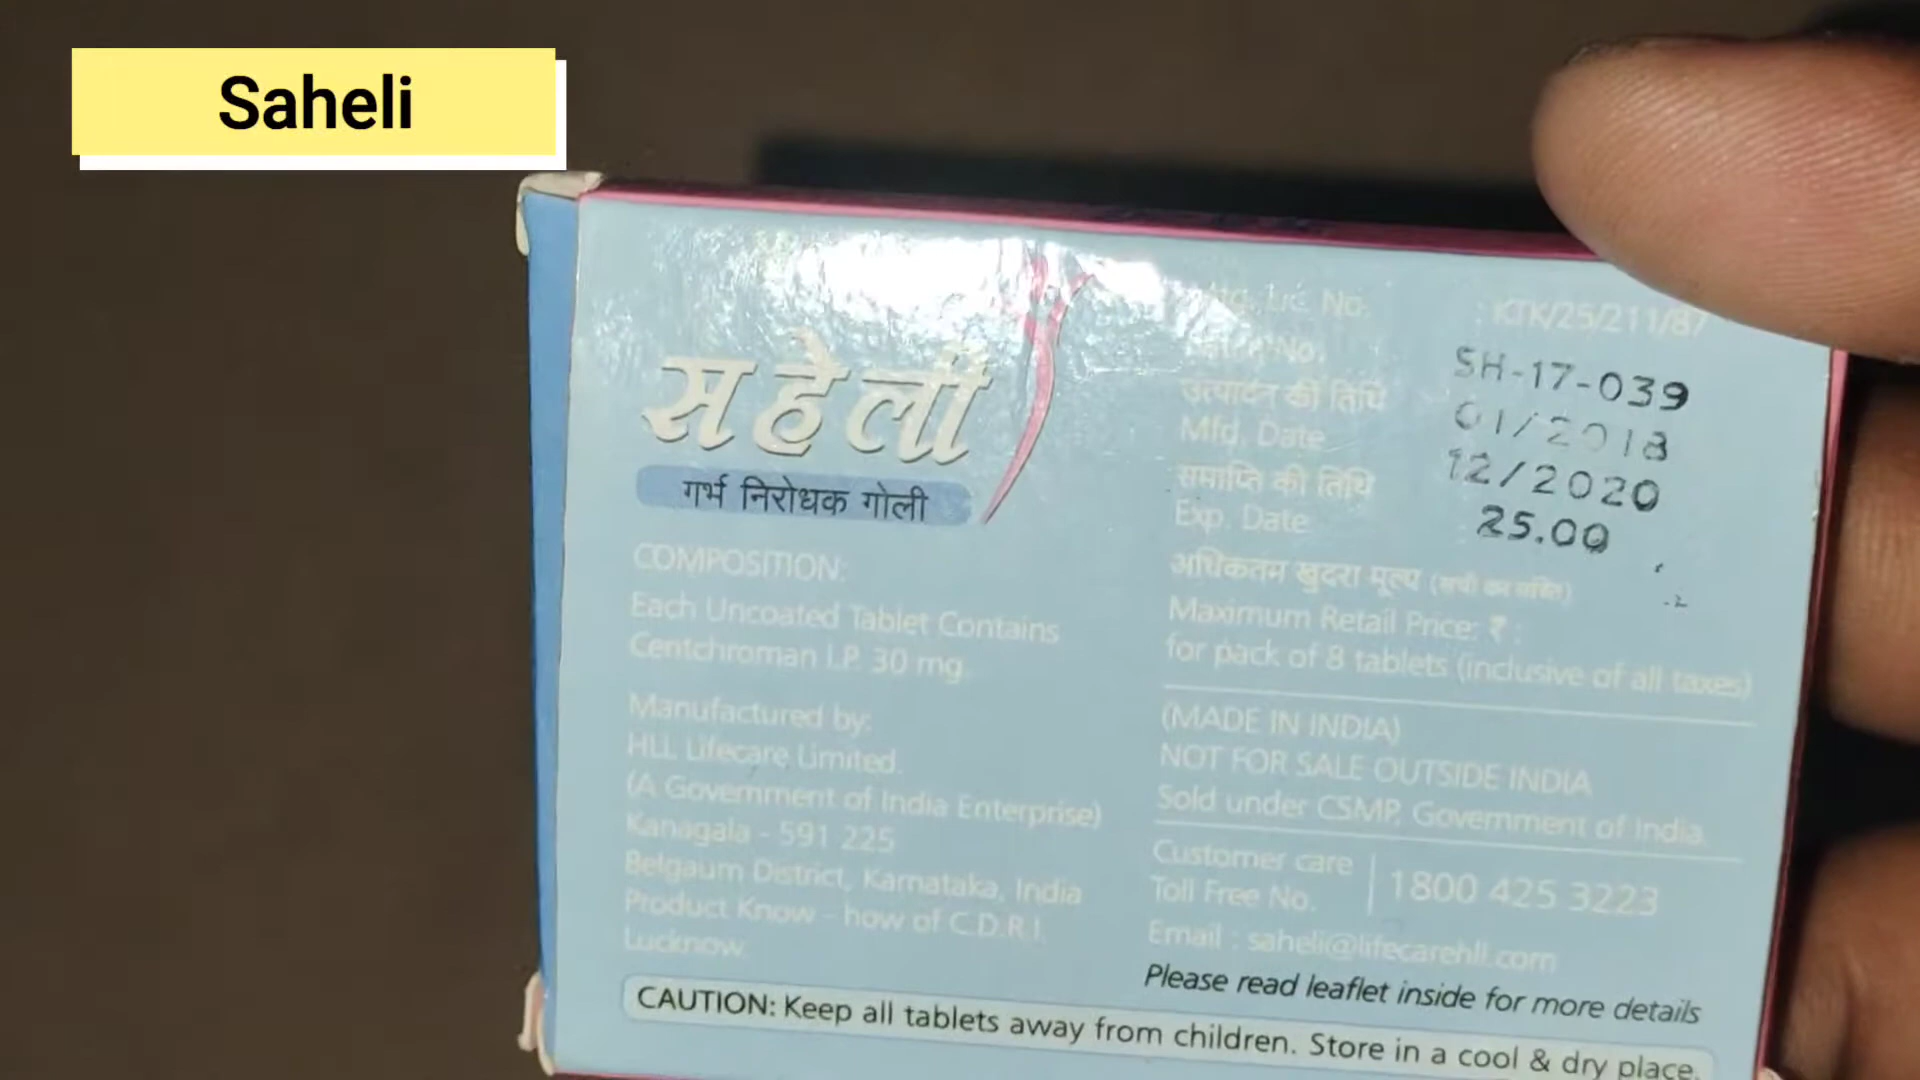 Saheli
सहेली
गर्भ निरोधक गोली
COMPOSITION:
Each Uncoated Tablet Contains
Centchroman I.P. 30 mg.
Manufactured by:
HLL Lifecare Limited.
(A Government of India Enterprise)
Kanagala - 591 225
Belgaum District, Karnataka, India
Product Know - how of C.D.R.I.
Lucknow.
Lic. No. : KTK/25/211/87
No. SH-17-039
उत्पादन की तिथि
Mfd. Date 01/2018
समाप्ति की तिथि 12/2020
Exp. Date 25.00
अधिकतम खुदरा मूल्य
Maximum Retail Price: ₹ :
for pack of 8 tablets (inclusive of all taxes)
(MADE IN INDIA)
NOT FOR SALE OUTSIDE INDIA
Sold under CSMP, Government of India.
Customer care
Toll Free No. 1800 425 3223
Email : saheli@lifecarehll.com
Please read leaflet inside for more details
CAUTION: Keep all tablets away from children. Store in a cool & dry place.